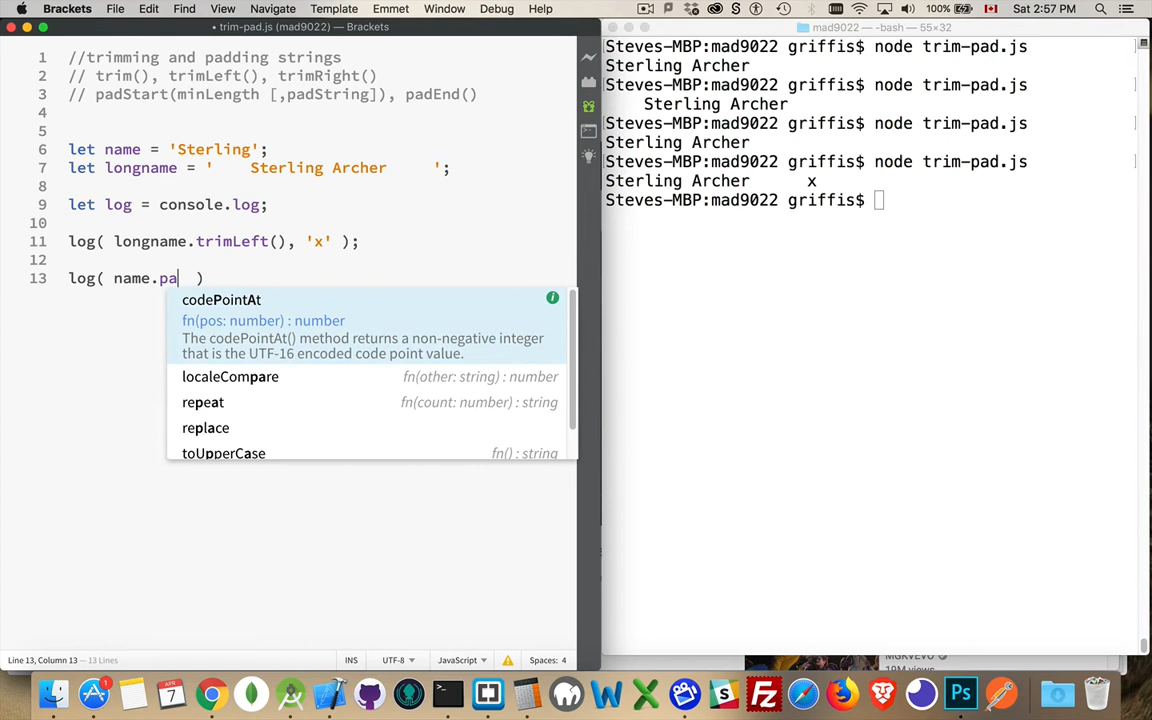 Brackets File Edit Find View Navigate Template Emmet Window Debug Help 100% Sat 2:57 PM
• trim-pad.js (mad9022) — Brackets
mad9022 — -bash — 55×32
1 //trimming and padding strings
2 // trim(), trimLeft(), trimRight()
3 // padStart(minLength [,padString]), padEnd()
4
5
6 let name = 'Sterling';
7 let longname = '    Sterling Archer     ';
8
9 let log = console.log;
10
11 log( longname.trimLeft(), 'x' );
12
13 log( name.pa  )
codePointAt
fn(pos: number) : number
The codePointAt() method returns a non-negative integer
that is the UTF-16 encoded code point value.
localeCompare fn(other: string) : number
repeat fn(count: number) : string
replace
toUpperCase fn() : string
Line 13, Column 13 — 13 Lines INS UTF-8 JavaScript Spaces: 4
Steves-MBP:mad9022 griffis$ node trim-pad.js
Sterling Archer
Steves-MBP:mad9022 griffis$ node trim-pad.js
    Sterling Archer
Steves-MBP:mad9022 griffis$ node trim-pad.js
Sterling Archer
Steves-MBP:mad9022 griffis$ node trim-pad.js
Sterling Archer      x
Steves-MBP:mad9022 griffis$